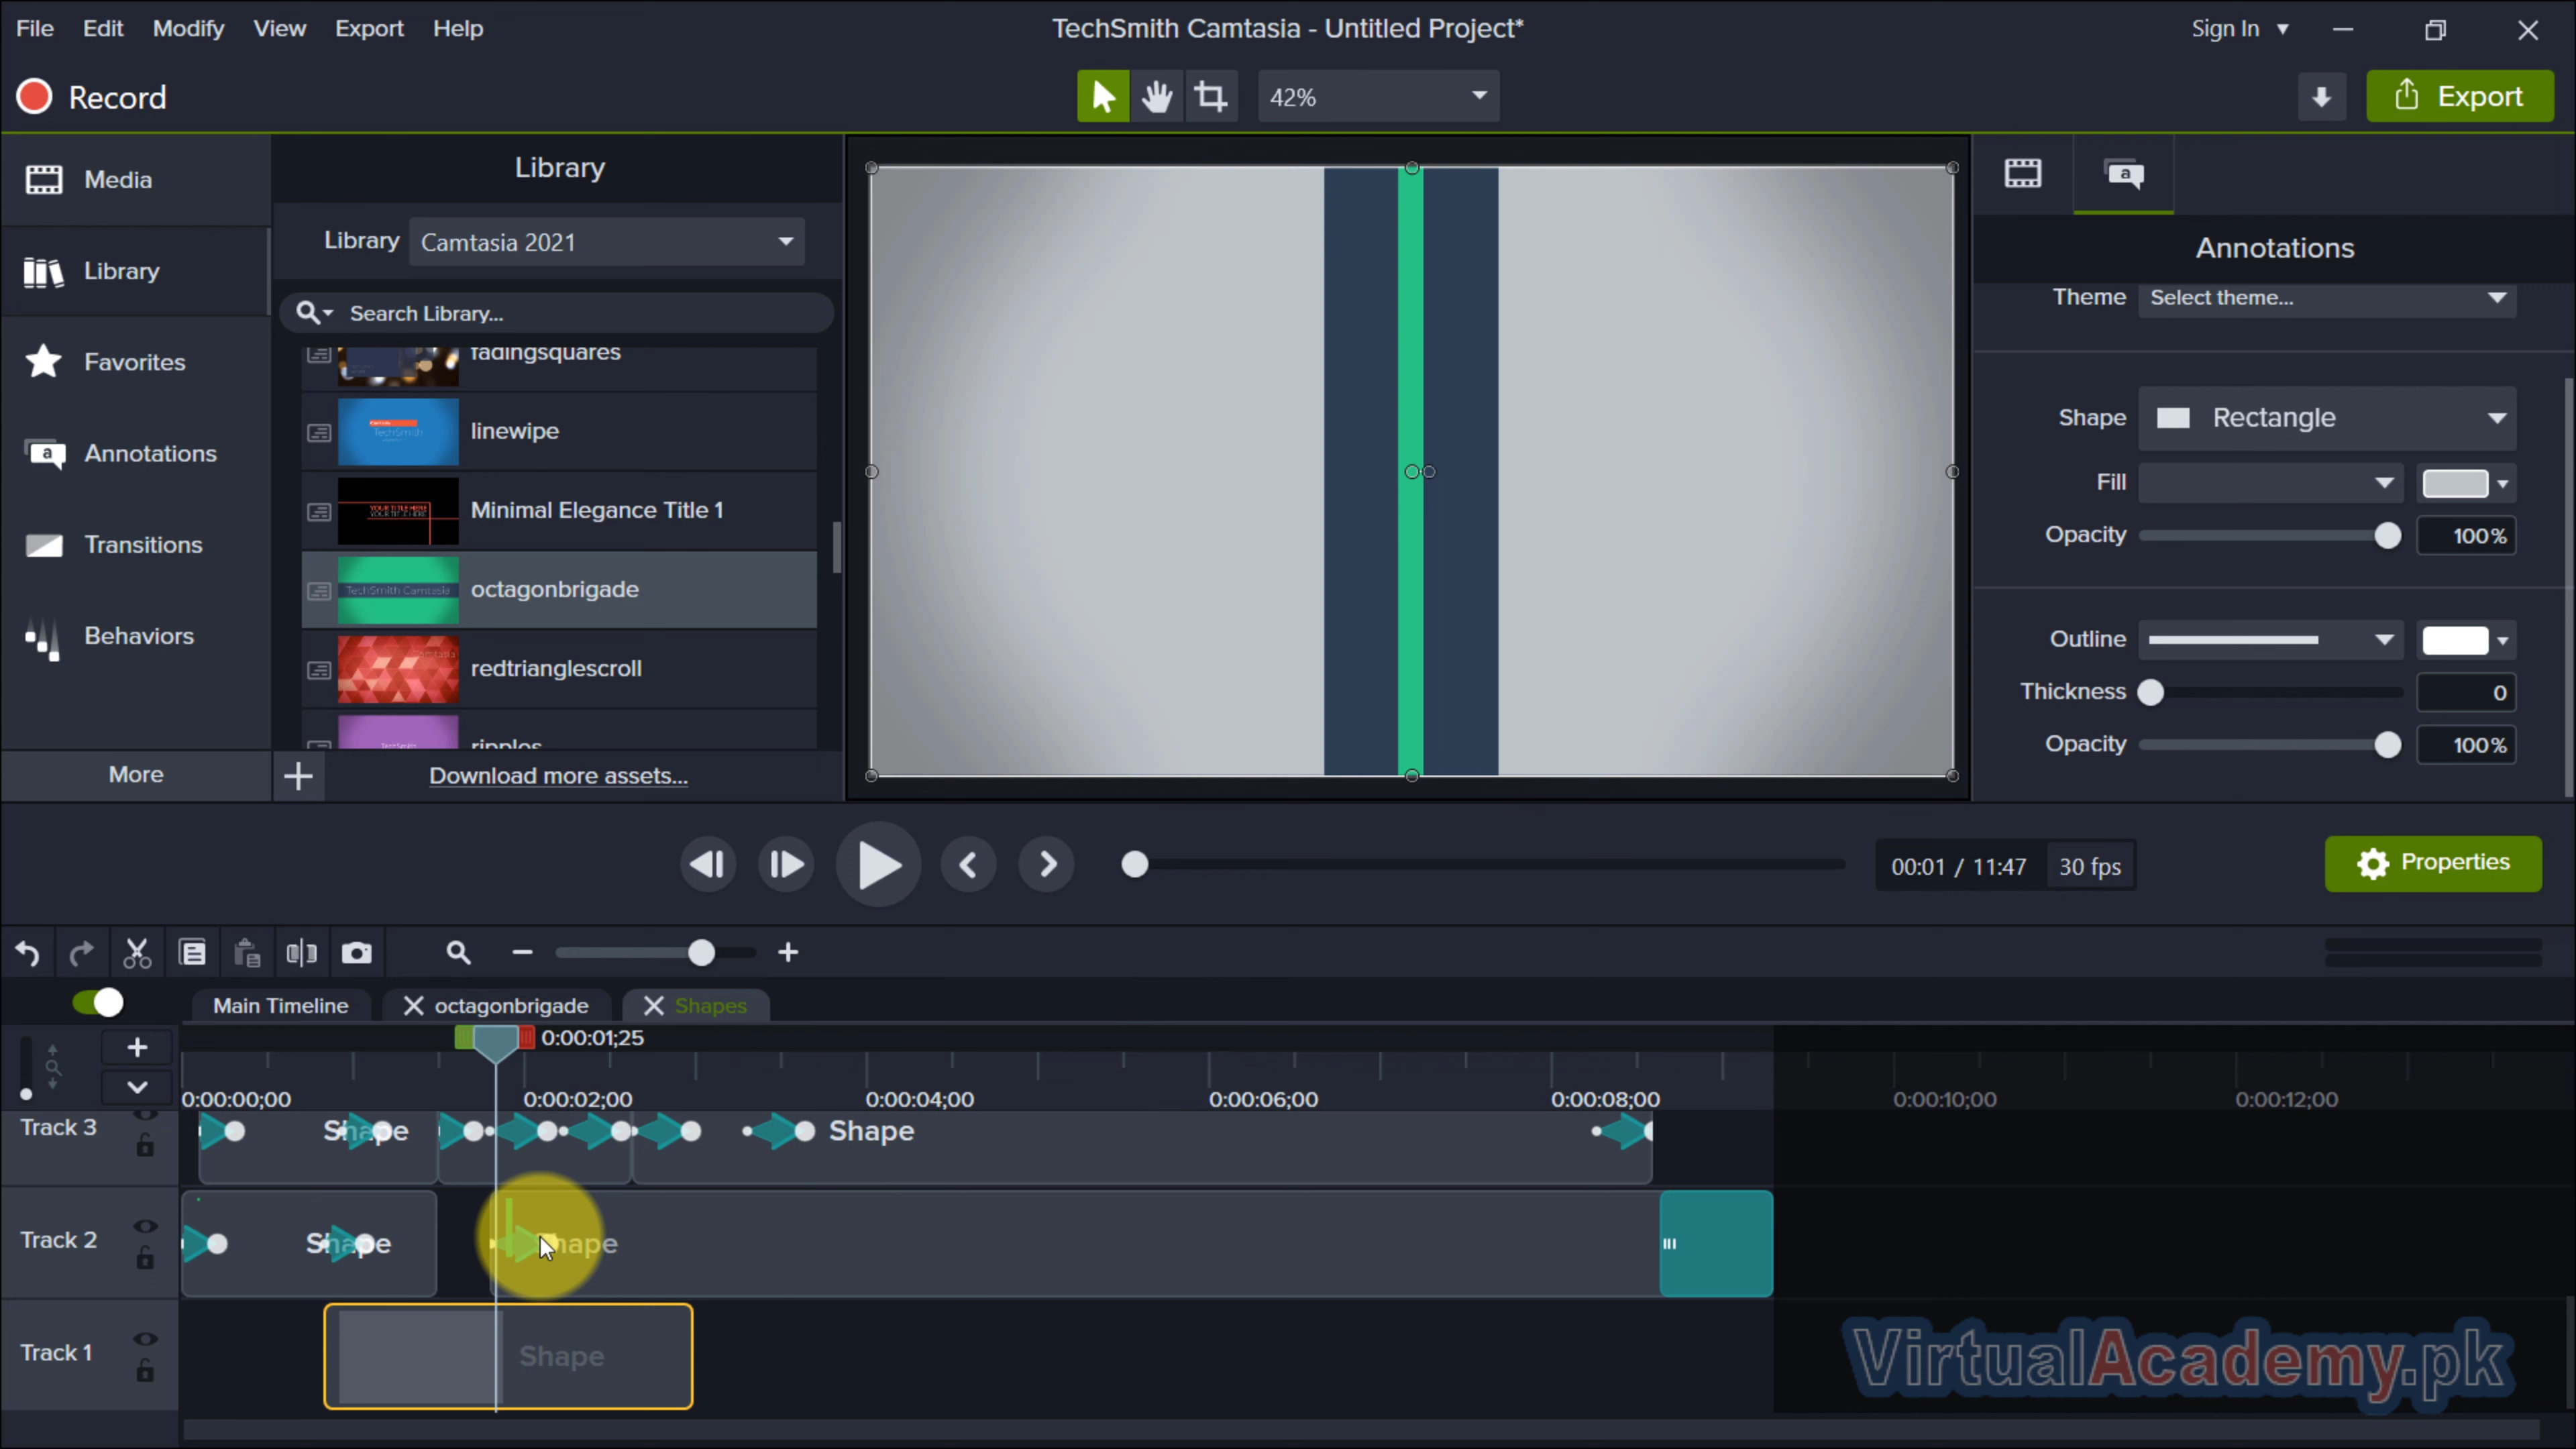 File Edit Modify View Export Help
TechSmith Camtasia - Untitled Project*
Sign In
Record
42%
Export
Media
Library
Favorites
Annotations
Transitions
Behaviors
More
Library
Library Camtasia 2021
Search Library...
fadingsquares
linewipe
Minimal Elegance Title 1
TechSmith Camtasia
octagonbrigade
redtrianglescroll
ripples
Download more assets...
Annotations
Theme Select theme...
Shape Rectangle
Fill
Opacity 100%
Outline
Thickness 0
Opacity 100%
00:01 / 11:47 30 fps
Properties
Main Timeline octagonbrigade Shapes
0:00:01;25
0:00:00;00 0:00:02;00 0:00:04;00 0:00:06;00 0:00:08;00 0:00:10;00 0:00:12;00
Track 3 Shape Shape
Track 2 Shape Shape
Track 1 Shape
VirtualAcademy.pk